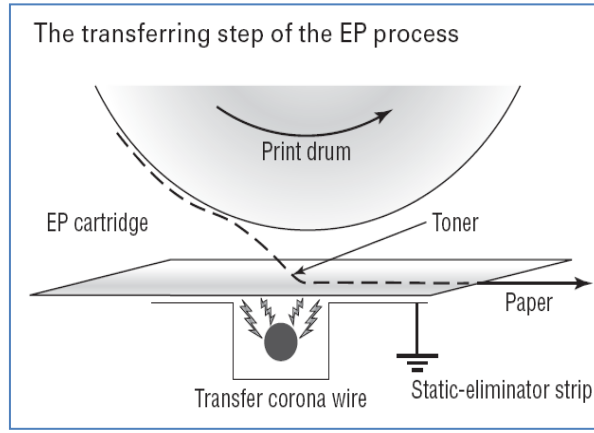 The transferring step of the EP process
Print drum
EP cartridge
Toner
Paper
Transfer corona wire
Static-eliminator strip